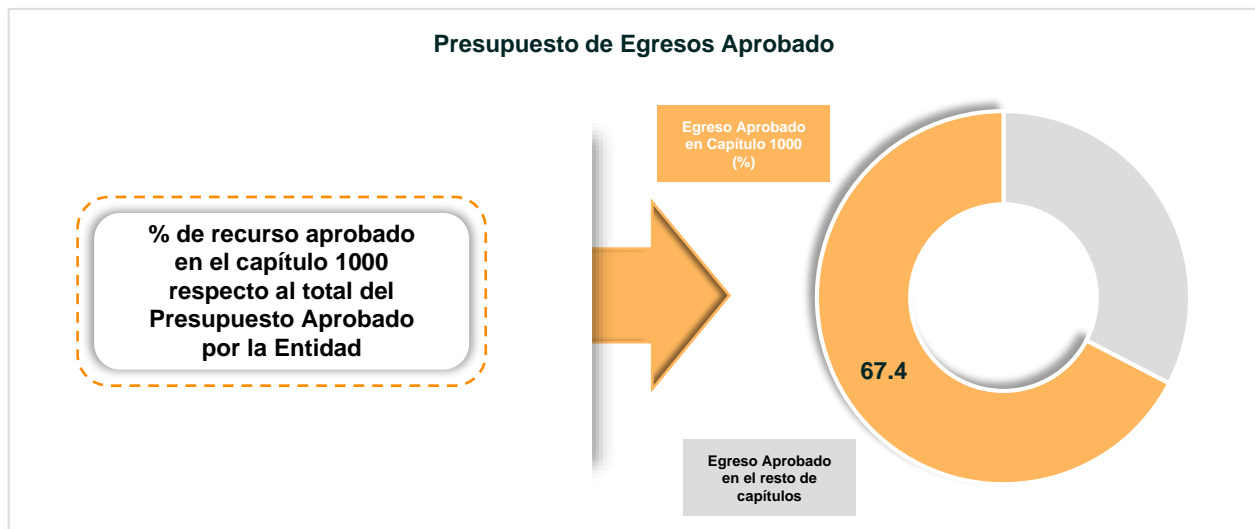 Presupuesto de Egresos Aprobado
Egreso Aprobado
en Capítulo 1000
(%)
% de recurso aprobado
en el capítulo 1000
respecto al total del
Presupuesto Aprobado
por la Entidad
67.4
Egreso Aprobado
en el resto de
capítulos